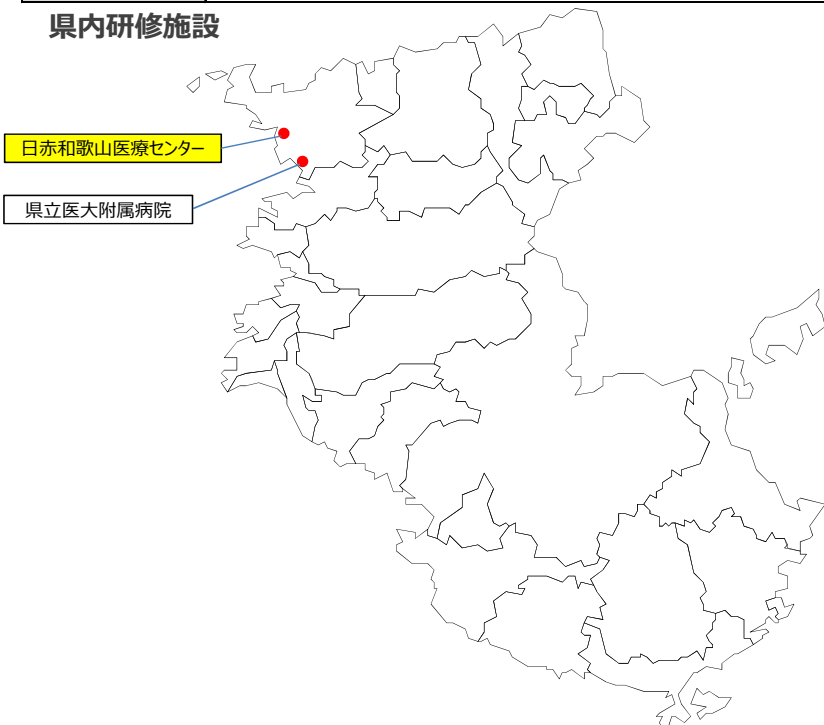 県内研修施設
日赤和歌山医療センター
県立医大附属病院